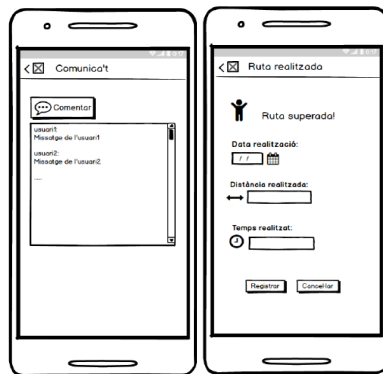 Comunica't
Comentar
usuari1:
Missatge de l'usuari1
usuari2:
Missatge de l'usuari2
....
Ruta realitzada
Ruta superada!
Data realització:
/ /
Distància realitzada:
Temps realitzat:
Registrar
Cancel·lar